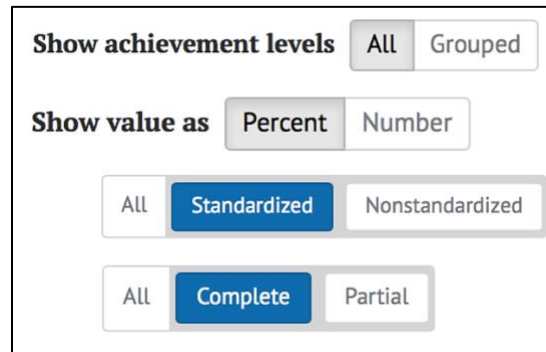 Show achievement levels All Grouped
Show value as Percent Number
All Standardized Nonstandardized
All Complete Partial